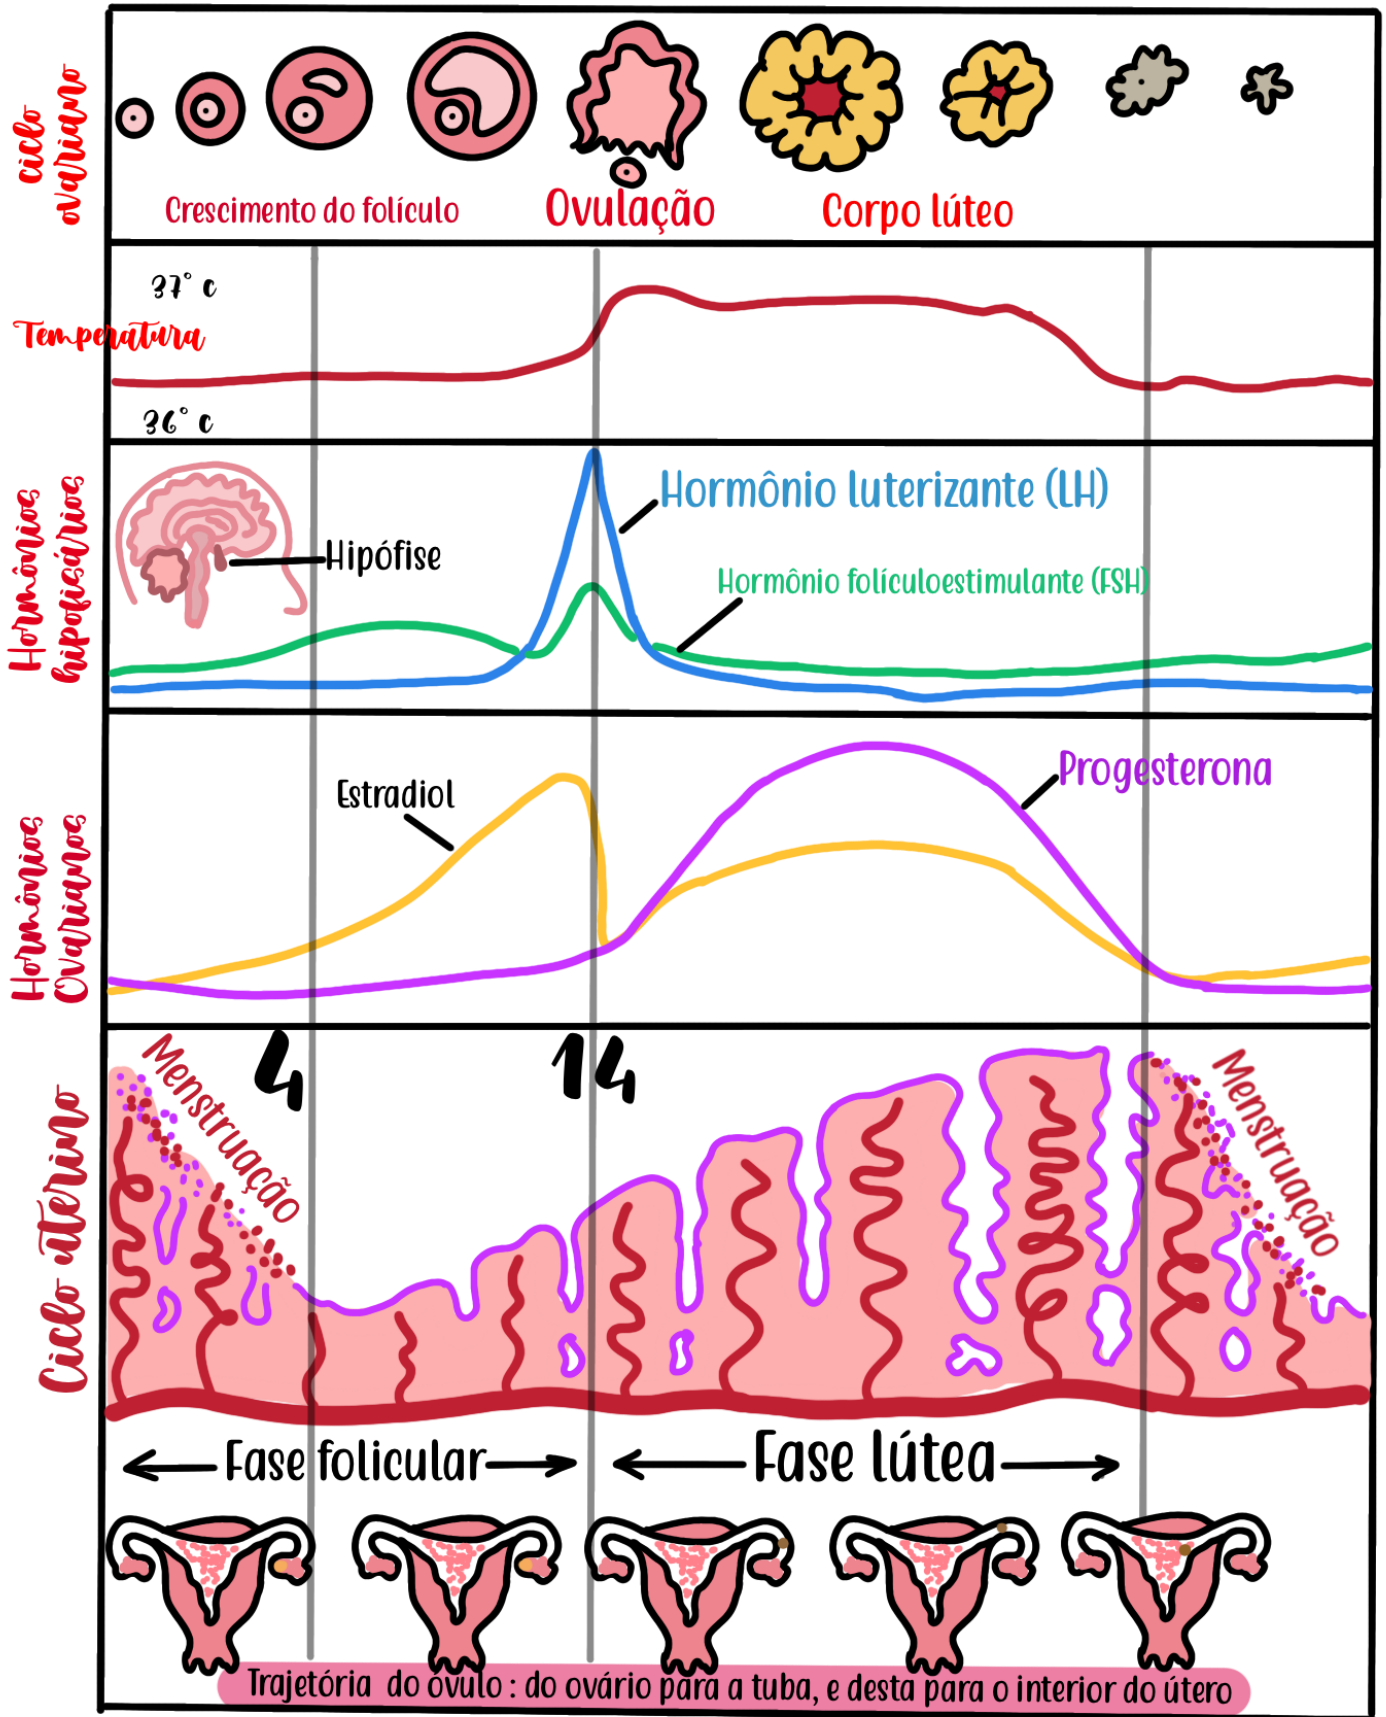 ciclo
ovariano
Crescimento do folículo
Ovulação
Corpo lúteo
37° c
Temperatura
36° c
Hormônios
hipofisários
Hipófise
Hormônio luterizante (LH)
Hormônio folículoestimulante (FSH)
Hormônios
Ovarianos
Estradiol
Progesterona
Ciclo uterino
Menstruação
4
14
Menstruação
Fase folicular
Fase lútea
Trajetória do óvulo : do ovário para a tuba, e desta para o interior do útero